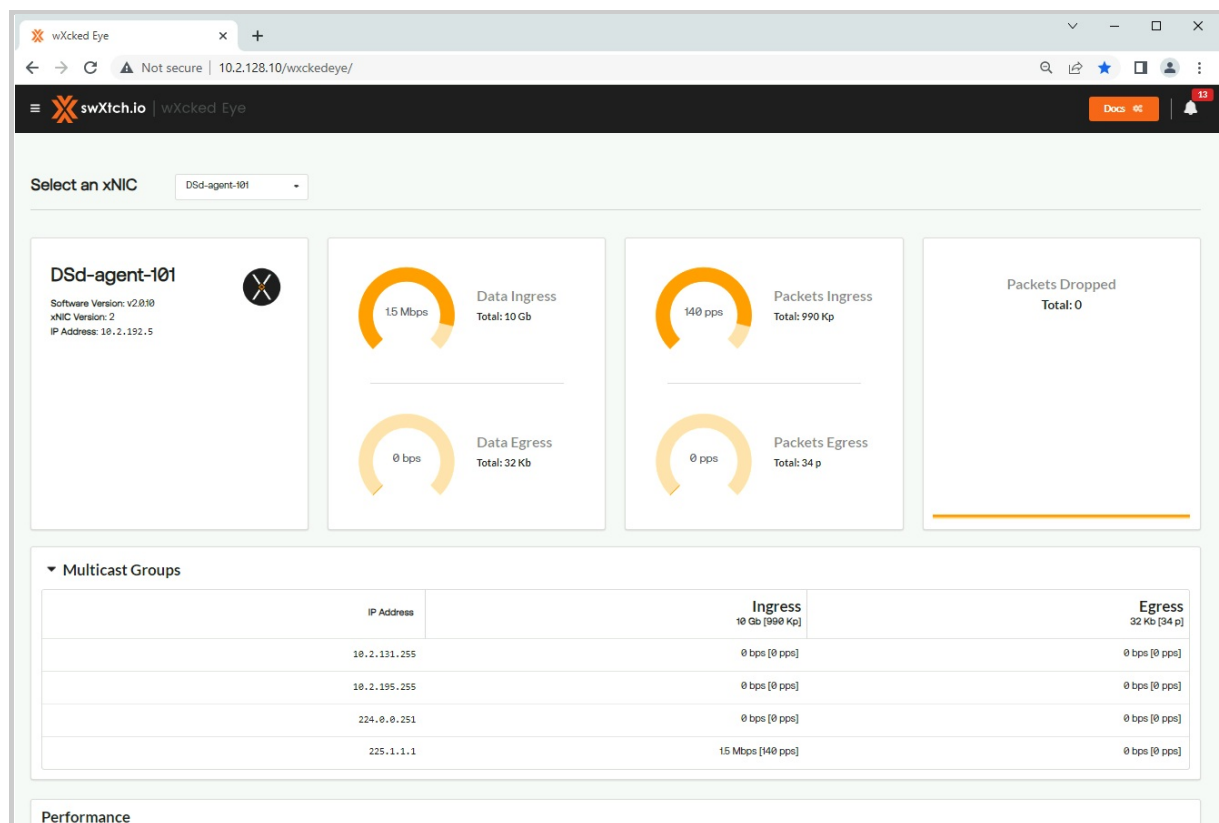 wXcked Eye
Not secure | 10.2.128.10/wxckedeye/
swXtch.io | wXcked Eye
Docs
13
Select an xNIC
DSd-agent-101
DSd-agent-101
Software Version: v2.0.10
xNIC Version: 2
IP Address: 10.2.192.5
1.5 Mbps
Data Ingress
Total: 10 Gb
0 bps
Data Egress
Total: 32 Kb
140 pps
Packets Ingress
Total: 990 Kp
0 pps
Packets Egress
Total: 34 p
Packets Dropped
Total: 0
Multicast Groups
IP Address Ingress Egress
10 Gb [990 Kp] 32 Kb [34 p]
10.2.131.255 0 bps [0 pps] 0 bps [0 pps]
10.2.195.255 0 bps [0 pps] 0 bps [0 pps]
224.0.0.251 0 bps [0 pps] 0 bps [0 pps]
225.1.1.1 1.5 Mbps [140 pps] 0 bps [0 pps]
Performance